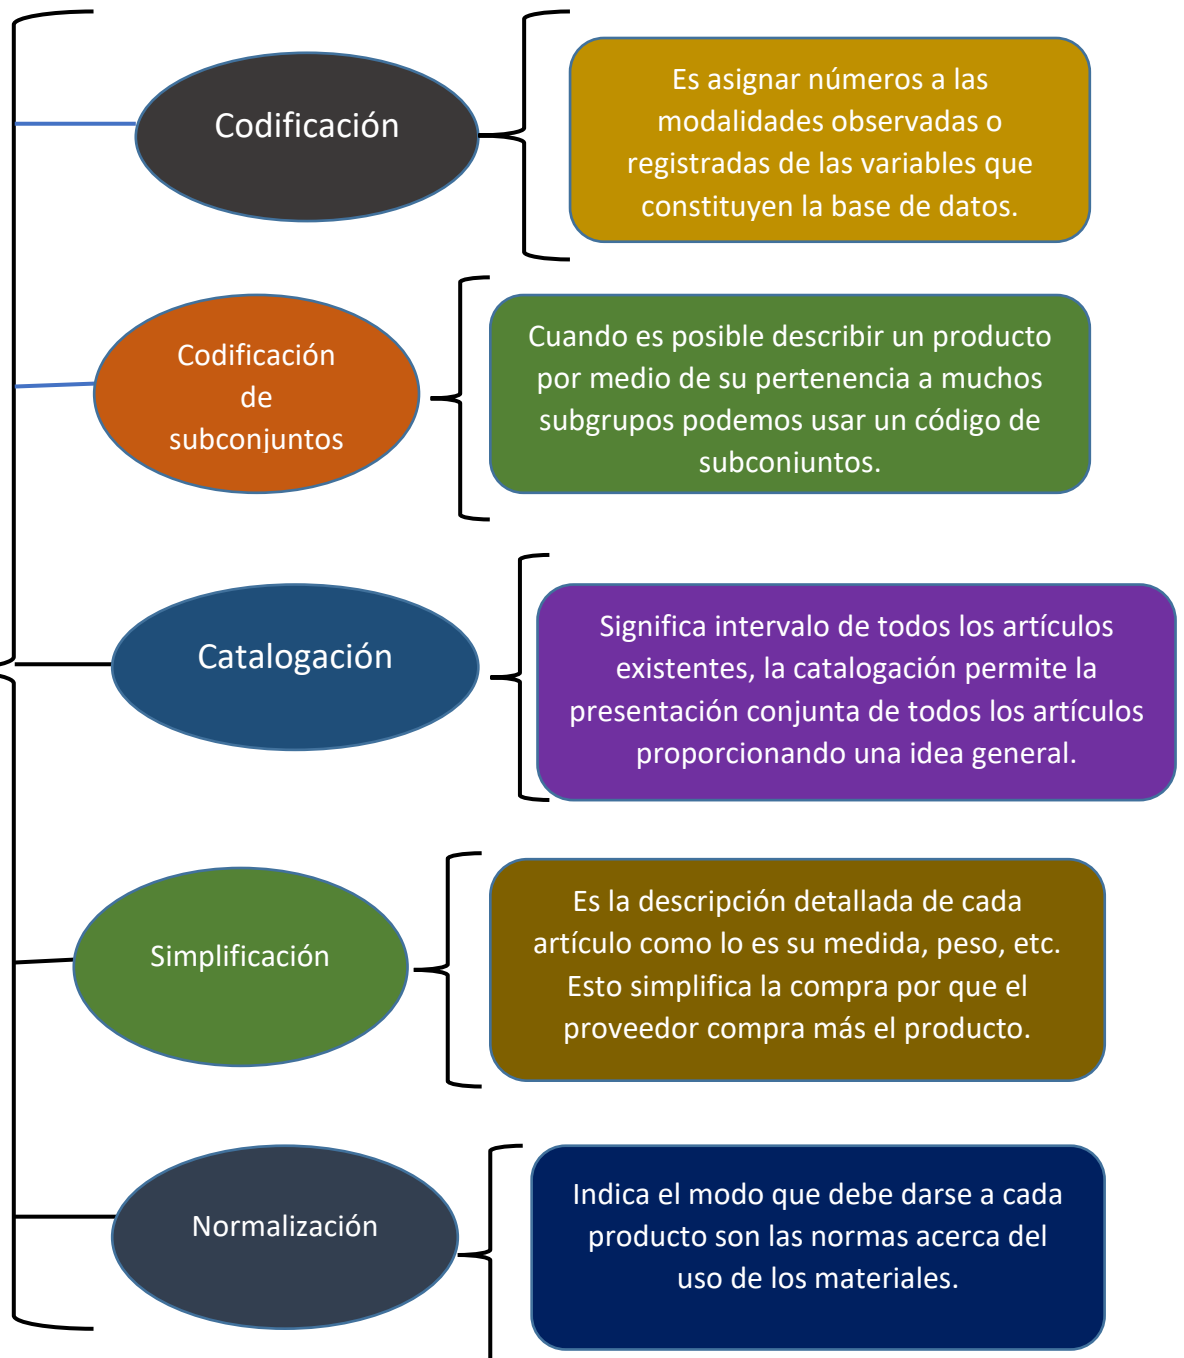 Codificación
Es asignar números a las
modalidades observadas o
registradas de las variables que
constituyen la base de datos.
Codificación
de
subconjuntos
Cuando es posible describir un producto
por medio de su pertenencia a muchos
subgrupos podemos usar un código de
subconjuntos.
Catalogación
Significa intervalo de todos los artículos
existentes, la catalogación permite la
presentación conjunta de todos los artículos
proporcionando una idea general.
Simplificación
Es la descripción detallada de cada
artículo como lo es su medida, peso, etc.
Esto simplifica la compra por que el
proveedor compra más el producto.
Normalización
Indica el modo que debe darse a cada
producto son las normas acerca del
uso de los materiales.